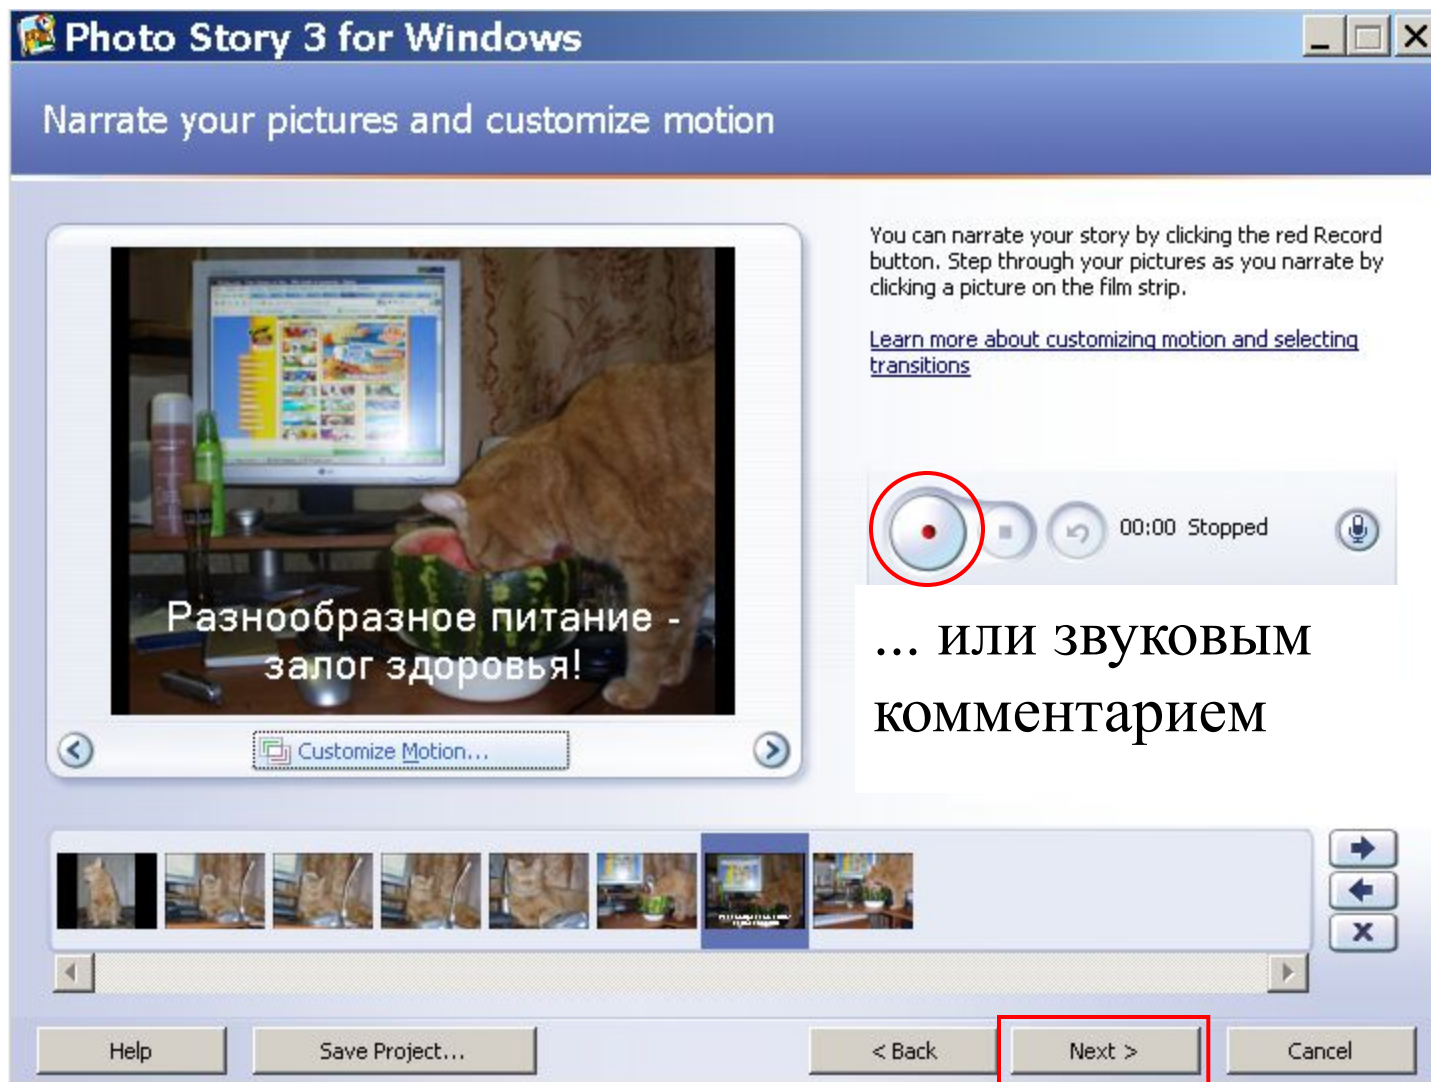 Photo Story 3 for Windows
Narrate your pictures and customize motion
You can narrate your story by clicking the red Record
button. Step through your pictures as you narrate by
clicking a picture on the film strip.
Learn more about customizing motion and selecting
transitions
00:00 Stopped
Разнообразное питание -
залог здоровья!
... или звуковым
комментарием
Customize Motion...
Help
Save Project...
< Back
Next >
Cancel